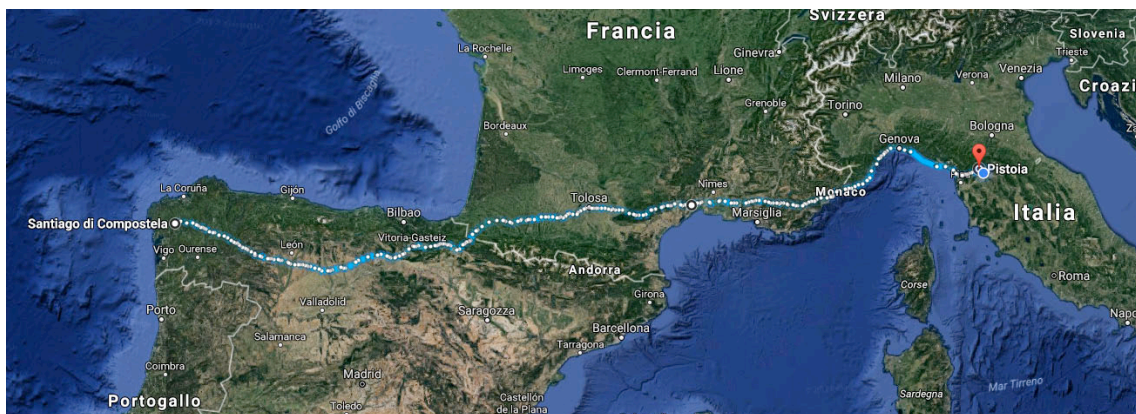 Svizzera
Francia
La Rochelle
Ginevra
Slovenia
Trieste
Limoges
Clermont-Ferrand
Lione
Milano
Verona
Venezia
Croazi
Golfo di Biscaglia
Grenoble
Torino
Bordeaux
Genova
Bologna
La Coruña
Gijón
Bilbao
Tolosa
Nimes
Monaco
Pistoia
Santiago di Compostela
Marsiglia
Italia
Vitoria-Gasteiz
León
Vigo
Ourense
Andorra
Corse
Roma
Girona
Porto
Valladolid
Saragozza
Napo
Barcellona
Salamanca
Tarragona
Coimbra
Madrid
Sardegna
Mar Tirreno
Castellón
de la Plana
Portogallo
Toledo